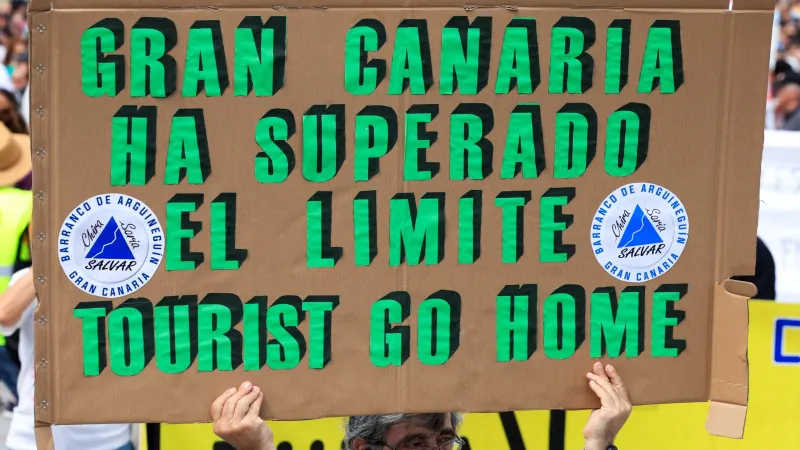 GRAN CANARIA
HA SUPERADO
EL LIMITE
TOURIST GO HOME
BARRANCO DE ARGUINEGUIN
Chira
Soria
SALVAR
GRAN CANARIA
BARRANCO DE ARGUINEGUIN
Chira
Soria
SALVAR
GRAN CANARIA